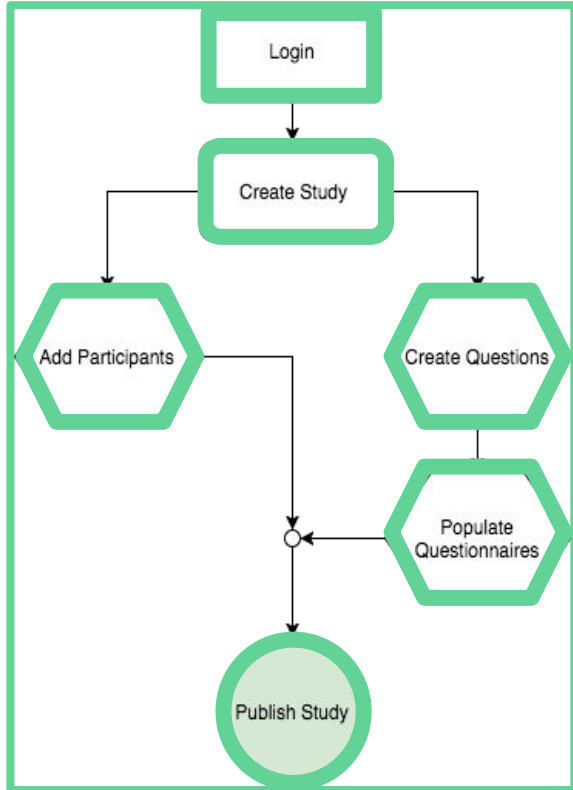 Login
Create Study
Add Participants
Create Questions
Populate
Questionnaires
Publish Study